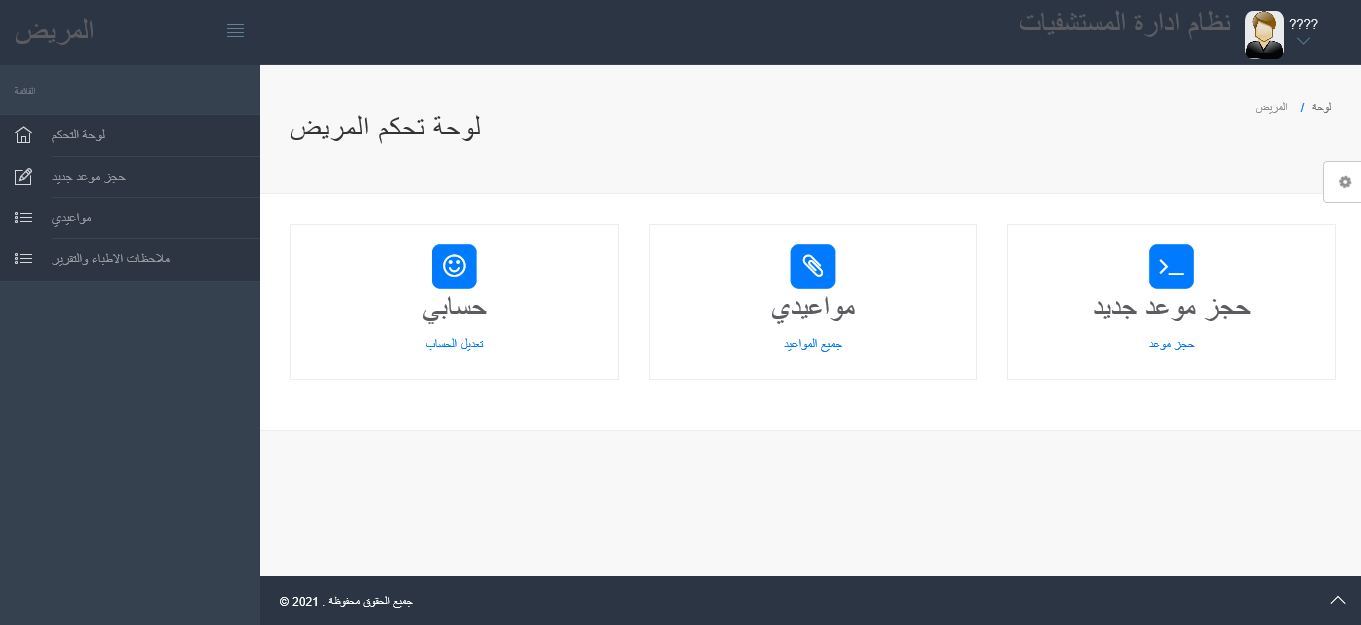 المريض
نظام ادارة المستشفيات
????
القائمة
لوحة التحكم
حجز موعد جديد
مواعيدي
ملاحظات الاطباء والتقرير
لوحة / المريض
لوحة تحكم المريض
حجز موعد جديد
حجز موعد
مواعيدي
جميع المواعيد
حسابي
تعديل الحساب
© 2021 . جميع الحقوق محفوظة